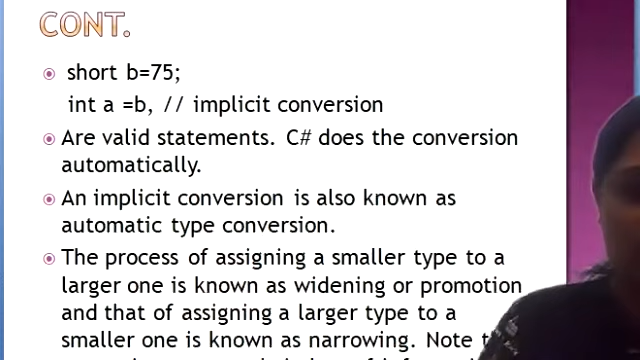 CONT.
short b=75;
int a =b, // implicit conversion
Are valid statements. C# does the conversion
automatically.
An implicit conversion is also known as
automatic type conversion.
The process of assigning a smaller type to a
larger one is known as widening or promotion
and that of assigning a larger type to a
smaller one is known as narrowing. Note